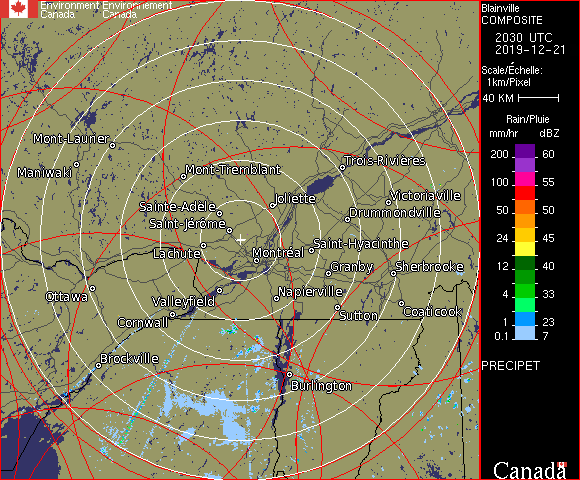 Environment Environnement
Canada Canada
Blainville
COMPOSITE
2030 UTC
2019-12-21
Scale/Échelle:
1km/Pixel
40 KM
Rain/Pluie
mm/hr dBZ
200 60
100 55
50 50
24 45
12 40
4 33
1 23
0.1 7
PRECIPET
Canada
Mont-Laurier
Maniwaki
Mont-Tremblant
Trois-Rivières
Sainte-Adèle
Joliette
Victoriaville
Drummondville
Saint-Jérôme
Lachute
Montréal
Saint-Hyacinthe
Granby
Sherbrooke
Ottawa
Valleyfield
Napierville
Cornwall
Sutton
Coaticook
Brockville
Burlington